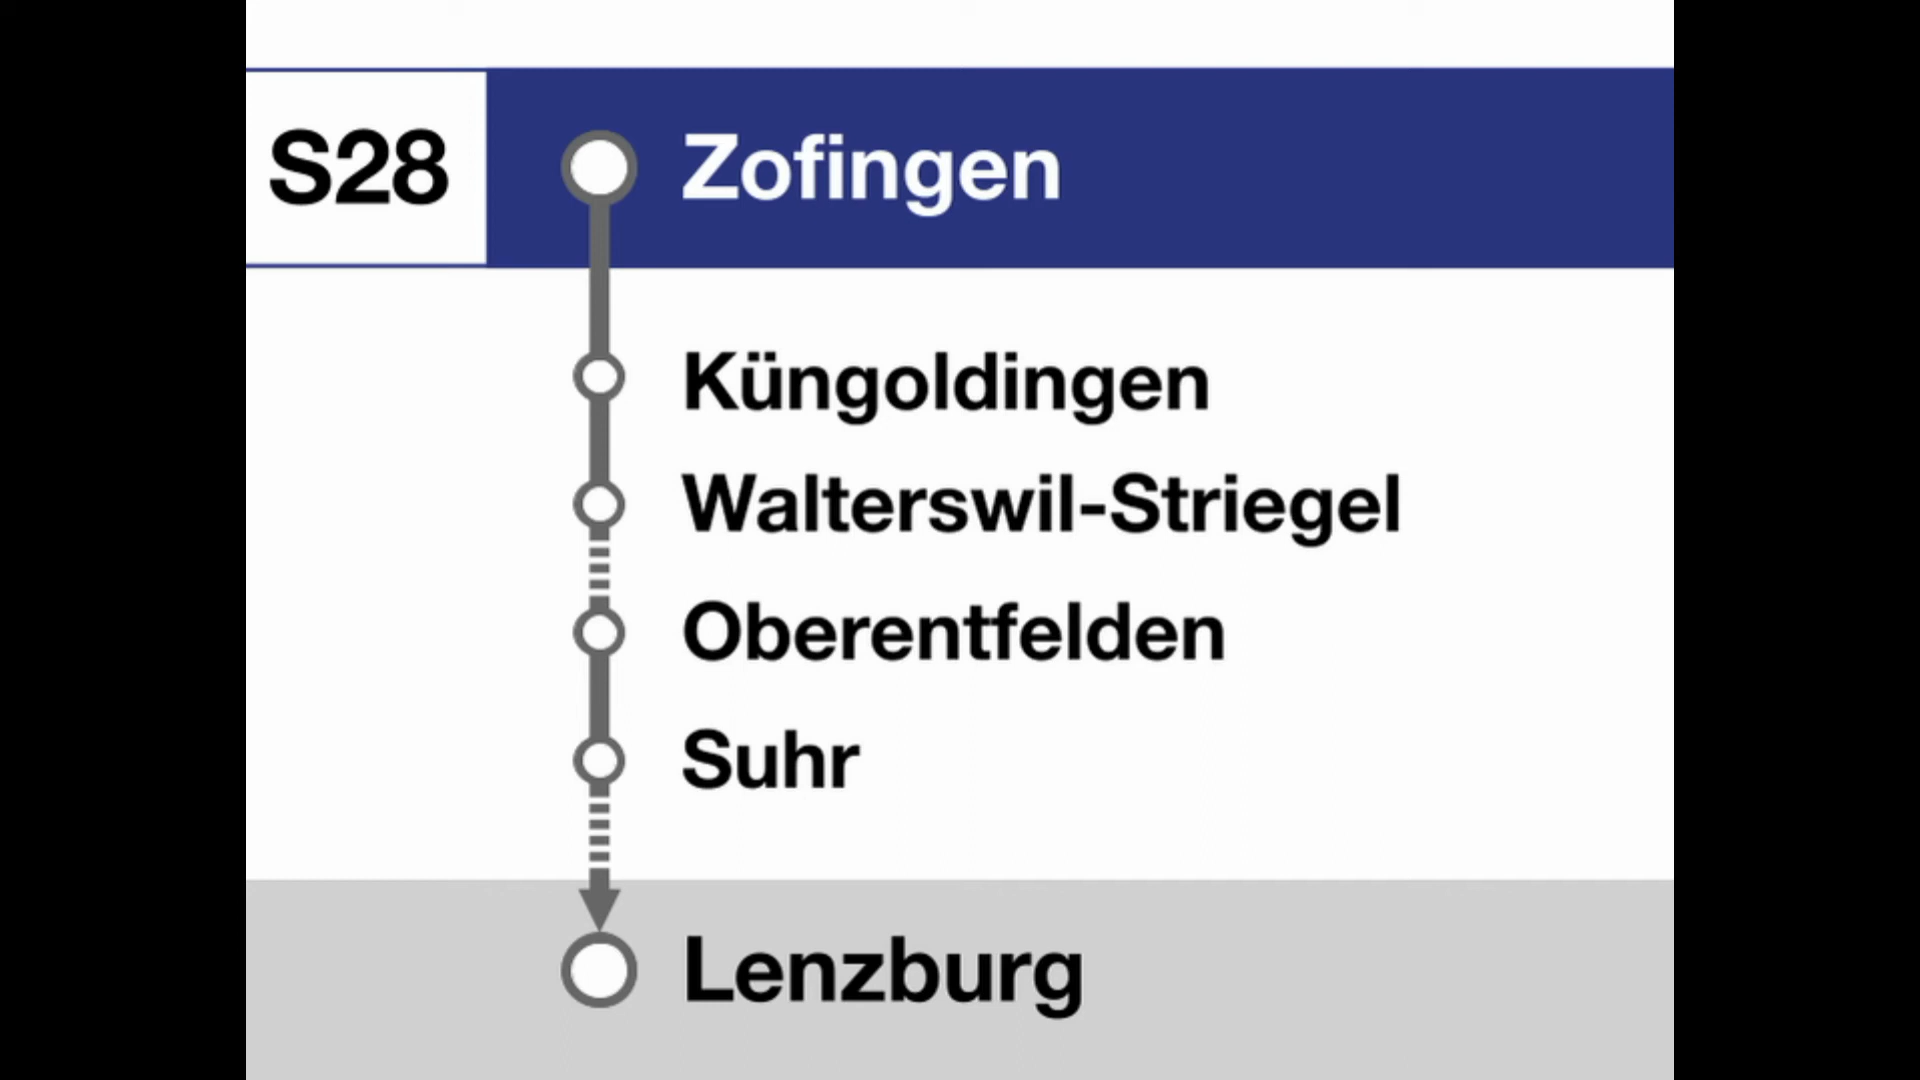 S28 Zofingen
Küngoldingen
Walterswil-Striegel
Oberentfelden
Suhr
Lenzburg